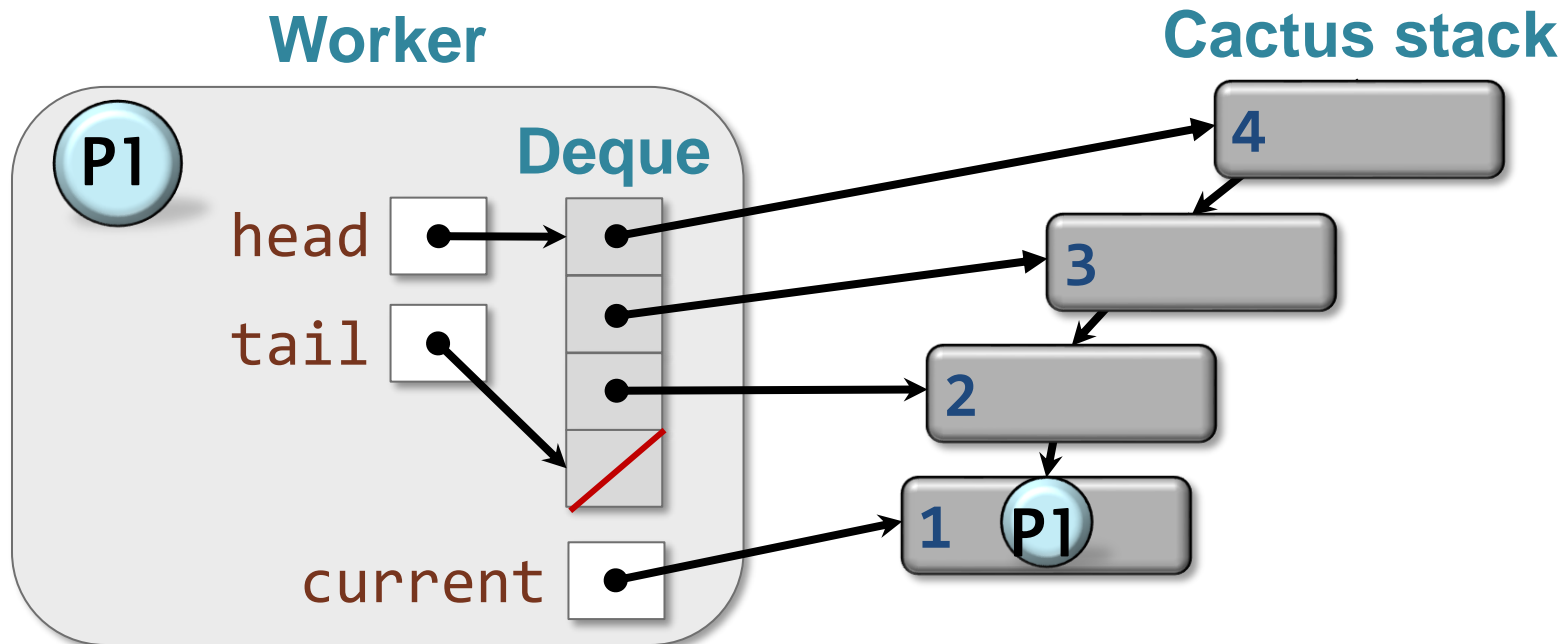 Worker
Cactus stack
P1
Deque
4
head
3
tail
2
1
P1
current